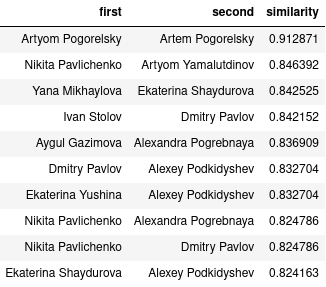 first second similarity
Artyom Pogorelsky Artem Pogorelsky 0.912871
Nikita Pavlichenko Artyom Yamalutdinov 0.846392
Yana Mikhaylova Ekaterina Shaydurova 0.842525
Ivan Stolov Dmitry Pavlov 0.842152
Aygul Gazimova Alexandra Pogrebnaya 0.836909
Dmitry Pavlov Alexey Podkidyshev 0.832704
Ekaterina Yushina Alexey Podkidyshev 0.832704
Nikita Pavlichenko Alexandra Pogrebnaya 0.824786
Nikita Pavlichenko Dmitry Pavlov 0.824786
Ekaterina Shaydurova Alexey Podkidyshev 0.824163